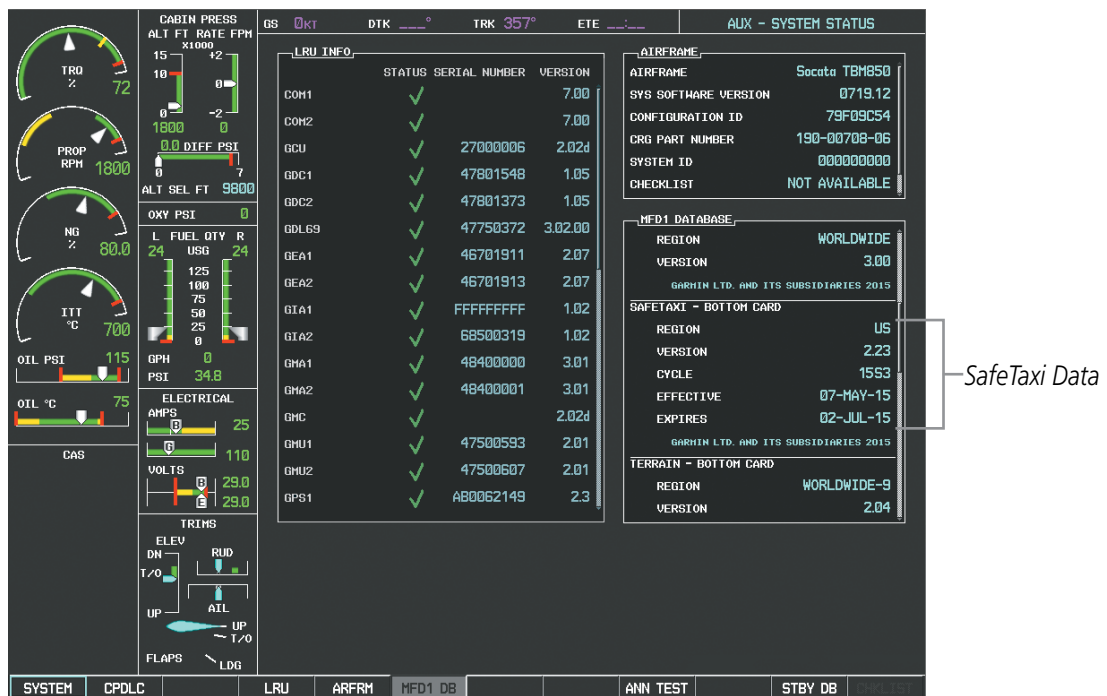 GS 0KT DTK ___° TRK 357° ETE __:__ AUX - SYSTEM STATUS
TRQ
%
72
PROP
RPM
1800
NG
%
80.0
ITT
°C
700
OIL PSI 115
OIL °C 75
CAS
CABIN PRESS
ALT FT RATE FPM
X1000
15 +2
10
0
0 -2
1800 0
0.0 DIFF PSI
0 7
ALT SEL FT 9800
OXY PSI 0
L FUEL QTY R
24 USG 24
125
100
75
50
25
0
GPH 0
PSI 34.8
ELECTRICAL
AMPS
B 25
G 110
VOLTS
B 29.0
E 29.0
TRIMS
ELEV
DN RUD
T/O
UP AIL
UP
T/O
FLAPS LDG
LRU INFO
STATUS SERIAL NUMBER VERSION
COM1 ✓ 7.00
COM2 ✓ 7.00
GCU ✓ 27000006 2.02d
GDC1 ✓ 47801548 1.05
GDC2 ✓ 47801373 1.05
GDL69 ✓ 47750372 3.02.00
GEA1 ✓ 46701911 2.07
GEA2 ✓ 46701913 2.07
GIA1 ✓ FFFFFFFFF 1.02
GIA2 ✓ 68500319 1.02
GMA1 ✓ 48400000 3.01
GMA2 ✓ 48400001 3.01
GMC ✓ 2.02d
GMU1 ✓ 47500593 2.01
GMU2 ✓ 47500607 2.01
GPS1 ✓ AB0062149 2.3
AIRFRAME
AIRFRAME Socata TBM850
SYS SOFTWARE VERSION 0719.12
CONFIGURATION ID 79F09C54
CRG PART NUMBER 190-00708-06
SYSTEM ID 000000000
CHECKLIST NOT AVAILABLE
MFD1 DATABASE
REGION WORLDWIDE
VERSION 3.00
GARMIN LTD. AND ITS SUBSIDIARIES 2015
SAFETAXI - BOTTOM CARD
REGION US
VERSION 2.23
CYCLE 15S3
EFFECTIVE 07-MAY-15
EXPIRES 02-JUL-15
GARMIN LTD. AND ITS SUBSIDIARIES 2015
TERRAIN - BOTTOM CARD
REGION WORLDWIDE-9
VERSION 2.04
SafeTaxi Data
SYSTEM CPDLC LRU ARFRM MFD1 DB ANN TEST STBY DB CHKLIST